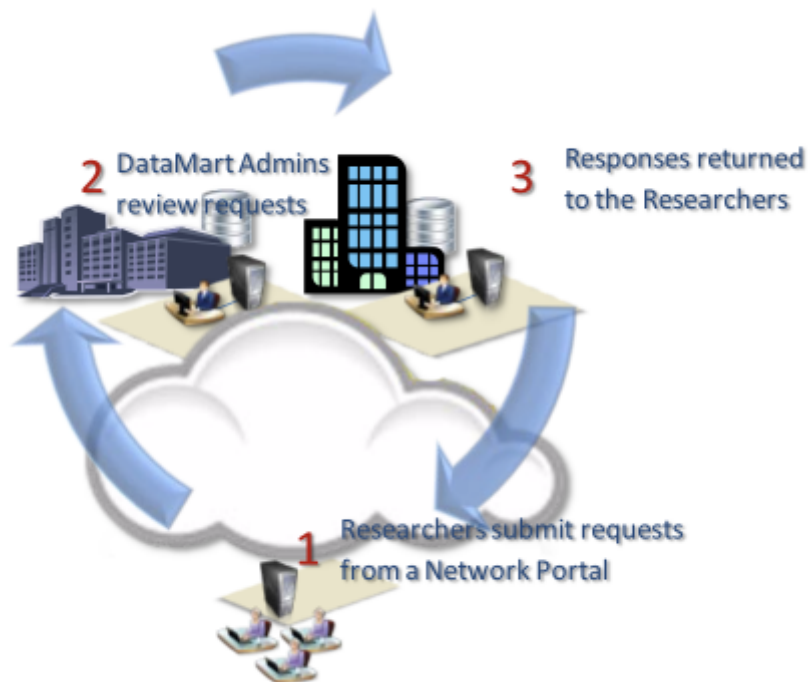 2 DataMart Admins
review requests
3 Responses returned
to the Researchers
1 Researchers submit requests
from a Network Portal